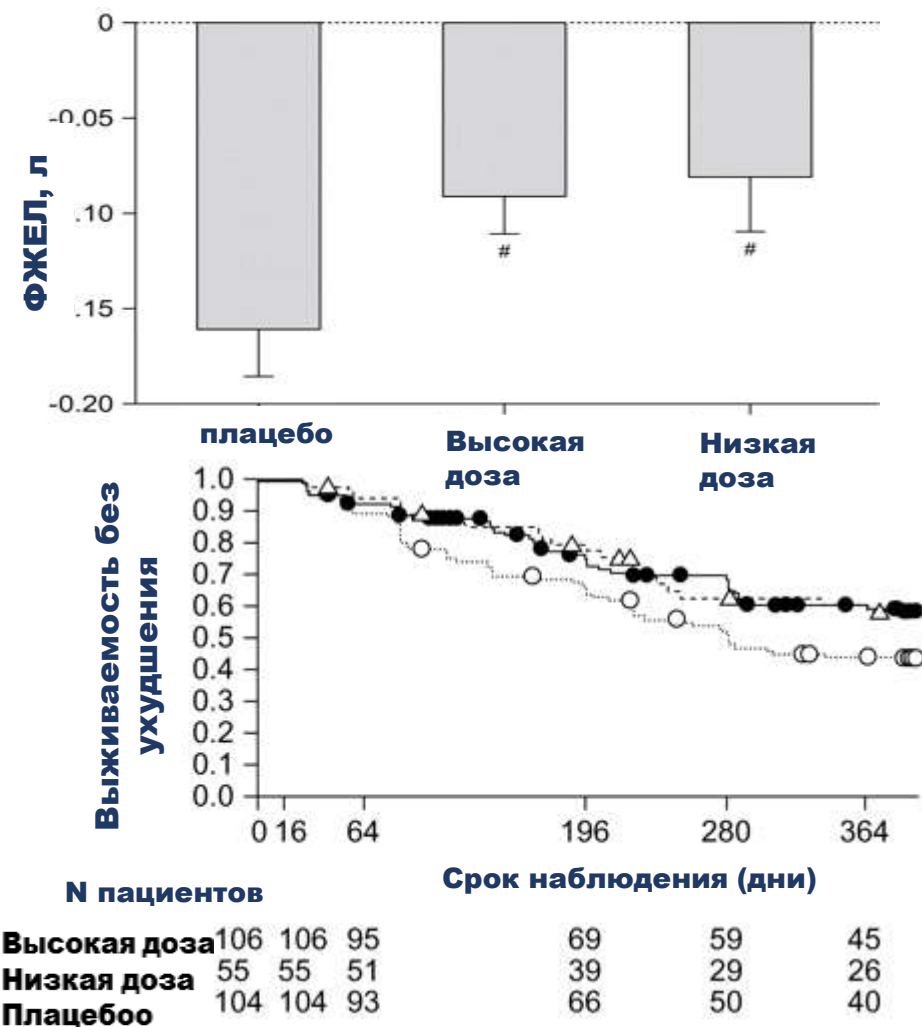 0
-0.05
.10
.15
-0.20
ФЖЕЛ, л
#
#
плацебо
Высокая
доза
Низкая
доза
1.0
0.9
0.8
0.7
0.6
0.5
0.4
0.3
0.2
0.1
0.0
Выживаемость без
ухудшения
0 16 64 196 280 364
Срок наблюдения (дни)
N пациентов
Высокая доза 106 106 95 69 59 45
Низкая доза 55 55 51 39 29 26
Плацебоо 104 104 93 66 50 40